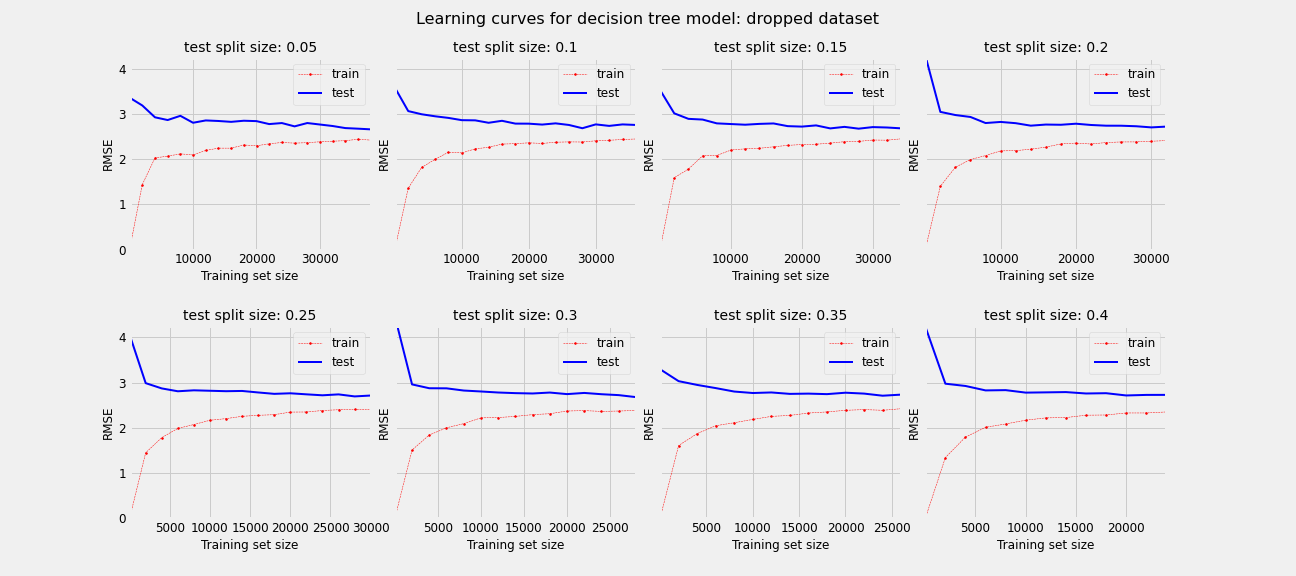 Learning curves for decision tree model: dropped dataset
test split size: 0.05
test split size: 0.1
test split size: 0.15
test split size: 0.2
4
3
2
1
0
RMSE
train
test
10000 20000 30000
Training set size
RMSE
train
test
10000 20000 30000
Training set size
RMSE
train
test
10000 20000 30000
Training set size
RMSE
train
test
10000 20000 30000
Training set size
test split size: 0.25
test split size: 0.3
test split size: 0.35
test split size: 0.4
4
3
2
1
0
RMSE
train
test
5000 10000 15000 20000 25000 30000
Training set size
RMSE
train
test
5000 10000 15000 20000 25000
Training set size
RMSE
train
test
5000 10000 15000 20000 25000
Training set size
RMSE
train
test
5000 10000 15000 20000
Training set size